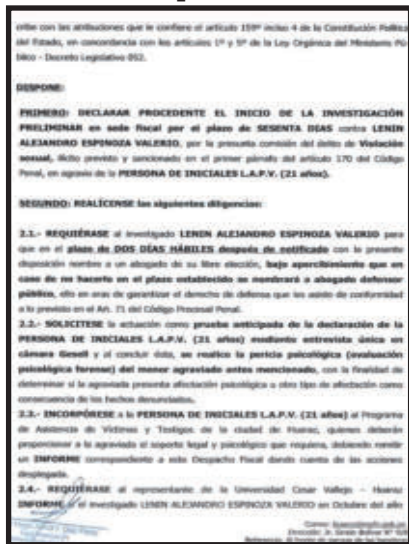 cribe con las atribuciones que le confiere el artículo 159º inciso 4 de la Constitución Política
del Estado, en concordancia con los artículos 1º y 5º de la Ley Orgánica del Ministerio Pú-
blico - Decreto Legislativo 052.
DISPONE:
PRIMERO: DECLARAR PROCEDENTE EL INICIO DE LA INVESTIGACIÓN
PRELIMINAR en sede fiscal por el plazo de SESENTA DIAS contra LENIN
ALEJANDRO ESPINOZA VALERIO, por la presunta comisión del delito de Violación
sexual, ilícito previsto y sancionado en el primer párrafo del artículo 170 del Código
Penal, en agravio de la PERSONA DE INICIALES L.A.P.V. (21 años).
SEGUNDO: REALÍCENSE las siguientes diligencias:
2.1.- REQUIÉRASE al investigado LENIN ALEJANDRO ESPINOZA VALERIO para
que en el plazo de DOS DÍAS HÁBILES después de notificado con la presente
disposición nombre a un abogado de su libre elección, bajo apercibimiento que en
caso de no hacerlo en el plazo establecido se nombrará a abogado defensor
público, ello en aras de garantizar el derecho de defensa que les asiste de conformidad
a lo previsto en el Art. 71 del Código Procesal Penal.
2.2.- SOLICITESE la actuación como prueba anticipada de la declaración de la
PERSONA DE INICIALES L.A.P.V. (21 años) mediante entrevista única en
cámara Gesell y al concluir ésta, se realice la pericia psicológica (evaluación
psicológica forense) del menor agraviado antes mencionado, con la finalidad de
determinar si la agraviada presenta afectación psicológica u otro tipo de afectación como
consecuencia de los hechos denunciados.
2.3.- INCORPÓRESE a la PERSONA DE INICIALES L.A.P.V. (21 años) al Programa
de Asistencia de Víctimas y Testigos de la ciudad de Huaraz, quienes deberán
proporcionar a la agraviada el soporte legal y psicológico que requiera, debiendo remitir
un INFORME correspondiente a este Despacho Fiscal dando cuenta de las acciones
desplegada.
2.4.- REQUIÉRASE al representante de la Universidad Cesar Vallejo - Huaraz
INFORME si el investigado LENIN ALEJANDRO ESPINOZA VALERIO en Octubre del año